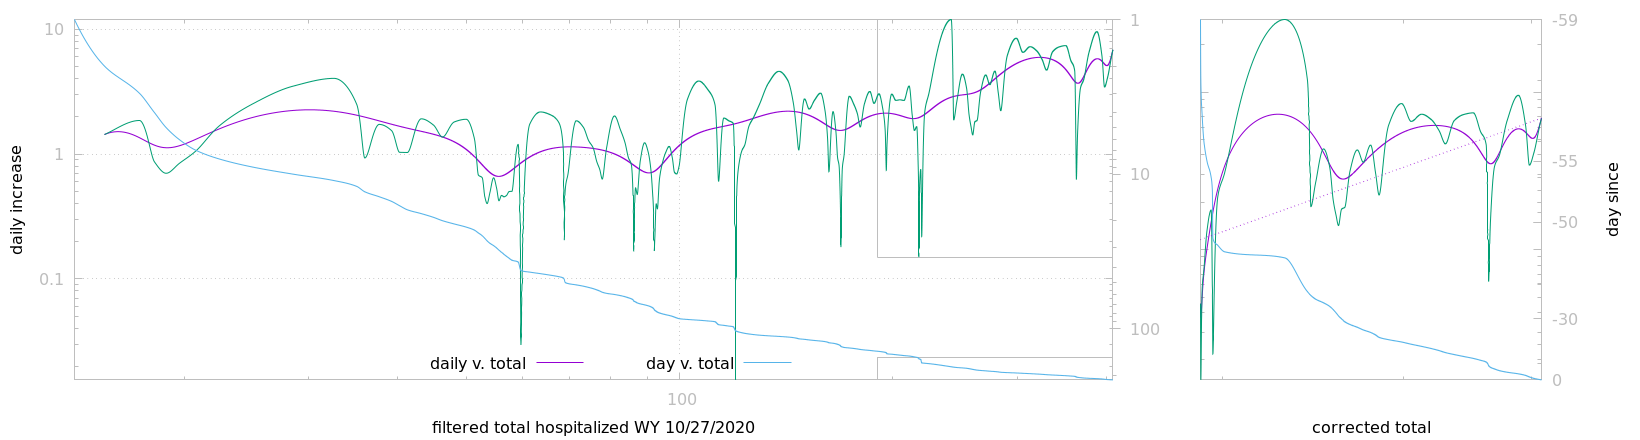 10
1
0.1
daily increase
daily v. total
day v. total
100
filtered total hospitalized WY 10/27/2020
1
10
100
-59
-55
-50
-30
0
day since
corrected total